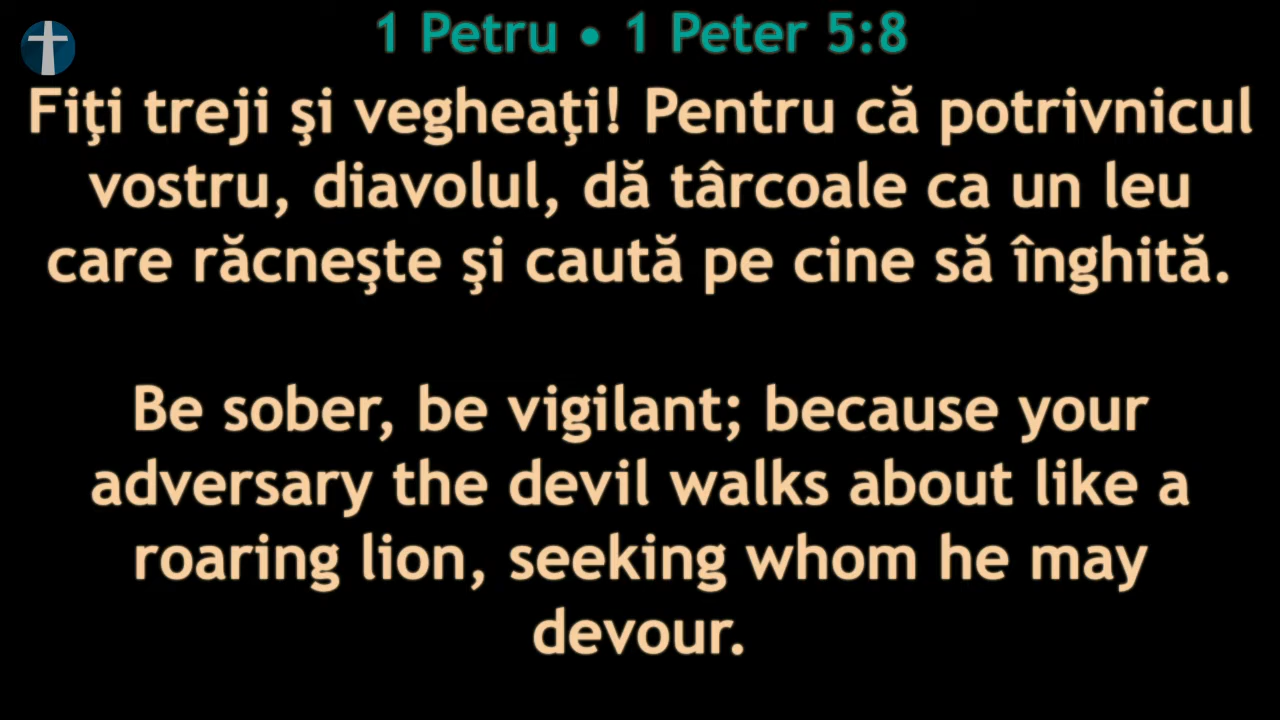 1 Petru • 1 Peter 5:8
Fiţi treji şi vegheaţi! Pentru că potrivnicul
vostru, diavolul, dă târcoale ca un leu
care răcneşte şi caută pe cine să înghită.
Be sober, be vigilant; because your
adversary the devil walks about like a
roaring lion, seeking whom he may
devour.